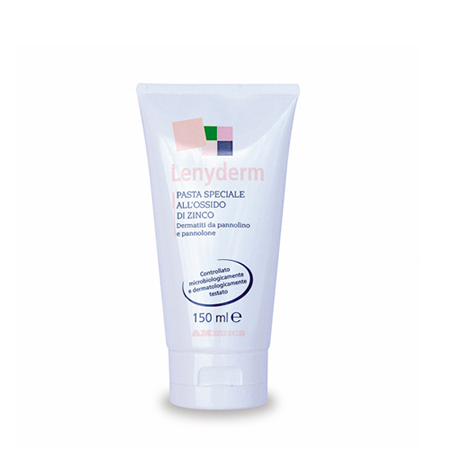 Lenyderm
PASTA SPECIALE
ALL'OSSIDO
DI ZINCO
Dermatiti da pannolino
e pannolone
Controllato
microbiologicamente
e dermatologicamente
testato
150 ml e